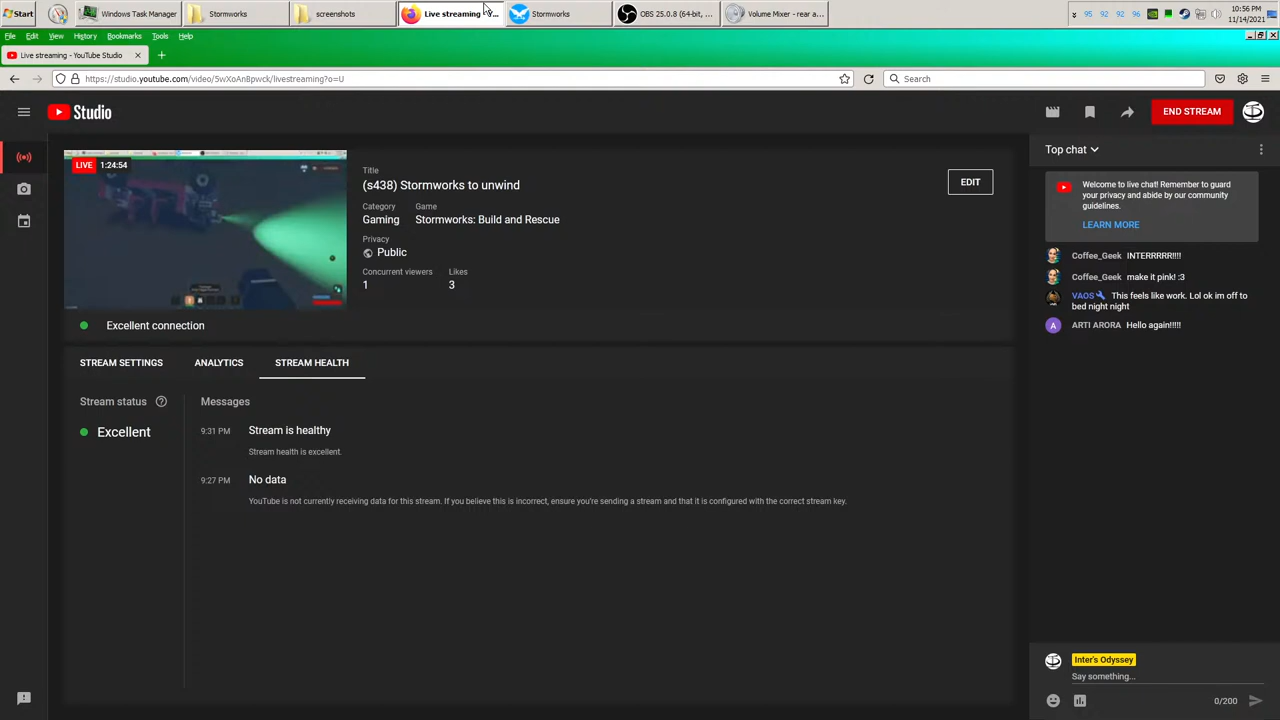 Start
Windows Task Manager
Stormworks
screenshots
Live streaming
Stormworks
OBS 25.0.8 (64-bit, ...
Volume Mixer - rear a...
95 92 92 96
10:56 PM
11/14/2021
File Edit View History Bookmarks Tools Help
Live streaming - YouTube Studio
https://studio.youtube.com/video/5wXoAnBpwck/livestreaming?o=U
Search
Studio
END STREAM
LIVE 1:24:54
Title
(s438) Stormworks to unwind
EDIT
Category Game
Gaming Stormworks: Build and Rescue
Privacy
Public
Concurrent viewers Likes
1 3
Excellent connection
STREAM SETTINGS ANALYTICS STREAM HEALTH
Stream status
Excellent
Messages
9:31 PM Stream is healthy
Stream health is excellent.
9:27 PM No data
YouTube is not currently receiving data for this stream. If you believe this is incorrect, ensure you're sending a stream and that it is configured with the correct stream key.
Top chat
Welcome to live chat! Remember to guard
your privacy and abide by our community
guidelines.
LEARN MORE
Coffee_Geek INTERRRRR!!!!
Coffee_Geek make it pink! :3
VAOS This feels like work. Lol ok im off to
bed night night
ARTI ARORA Hello again!!!!!
Inter's Odyssey
Say something...
0/200